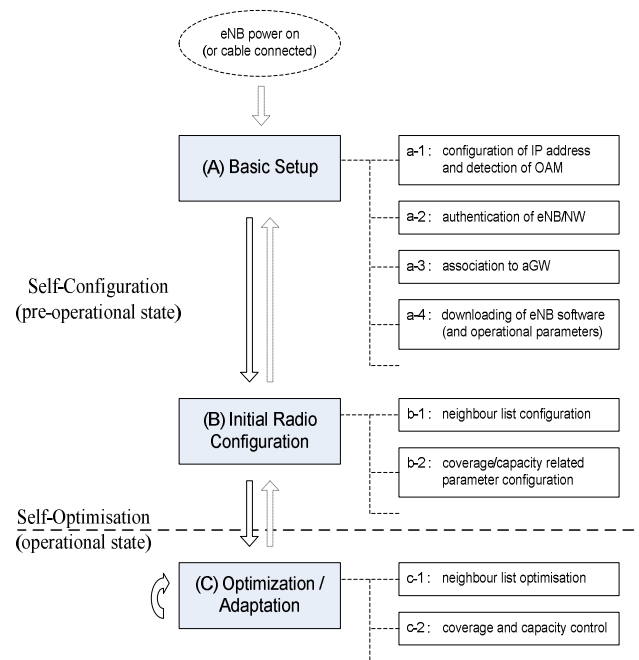 eNB power on
(or cable connected)
(A) Basic Setup
a-1 : configuration of IP address
and detection of OAM
a-2 : authentication of eNB/NW
a-3 : association to aGW
a-4 : downloading of eNB software
(and operational parameters)
Self-Configuration
(pre-operational state)
(B) Initial Radio
Configuration
b-1 : neighbour list configuration
b-2 : coverage/capacity related
parameter configuration
Self-Optimisation
(operational state)
(C) Optimization /
Adaptation
c-1 : neighbour list optimisation
c-2 : coverage and capacity control